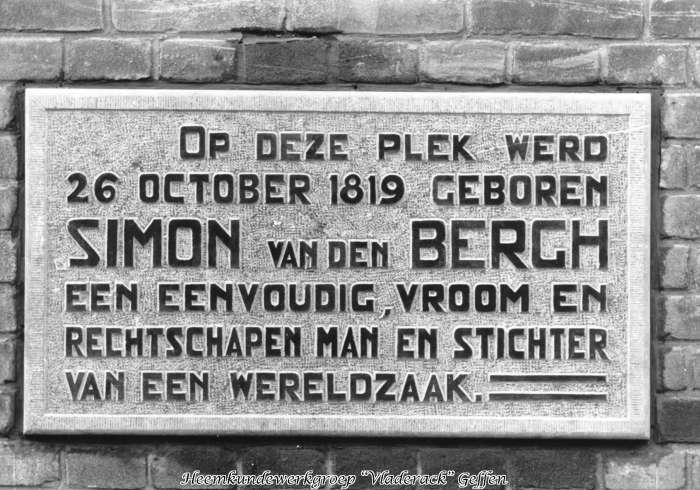 OP DEZE PLEK WERD
26 OCTOBER 1819 GEBOREN
SIMON VAN DEN BERGH
EEN EENVOUDIG, VROOM EN
RECHTSCHAPEN MAN EN STICHTER
VAN EEN WERELDZAAK.
Heemkundewerkgroep "Vladerack" Geffen